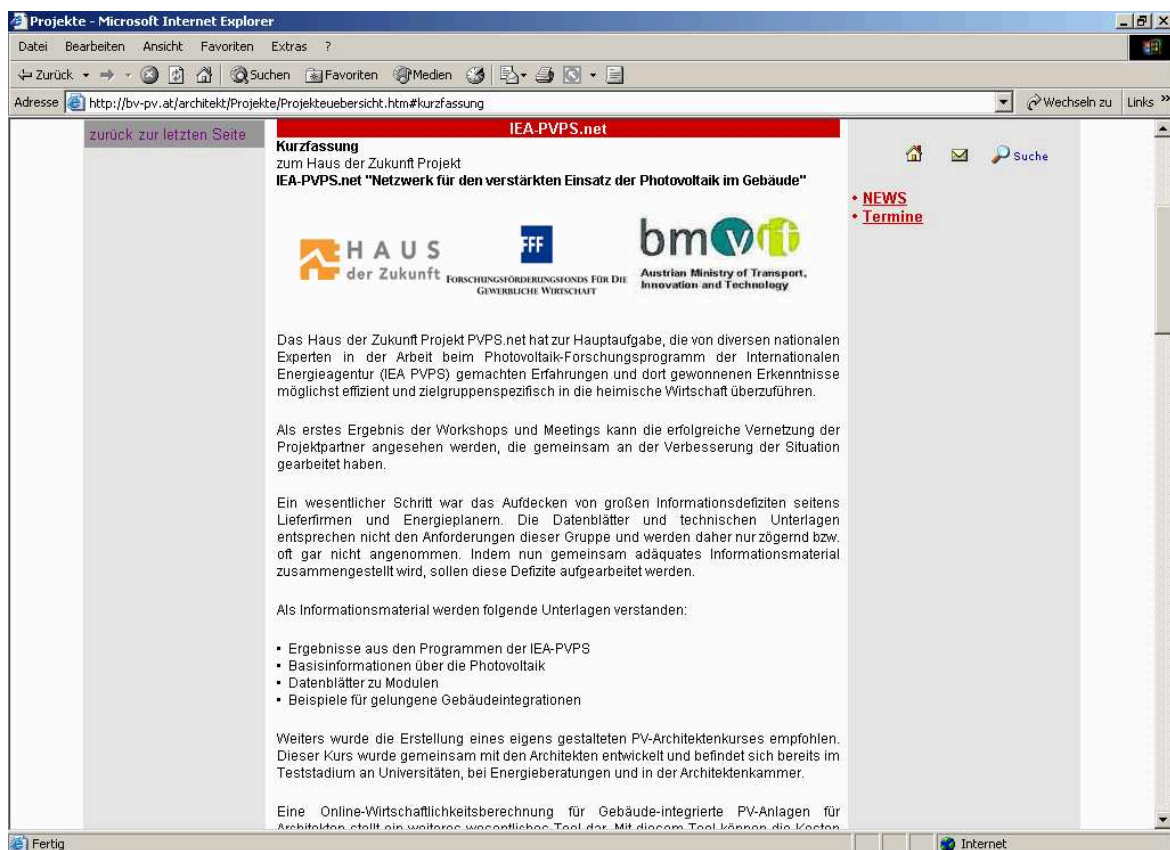 Projekte - Microsoft Internet Explorer
Datei Bearbeiten Ansicht Favoriten Extras ?
Zurück Suchen Favoriten Medien
Adresse http://bv-pv.at/architekt/Projekte/Projekteuebersicht.htm#kurzfassung Wechseln zu Links »
zurück zur letzten Seite
IEA-PVPS.net
Kurzfassung
zum Haus der Zukunft Projekt
IEA-PVPS.net "Netzwerk für den verstärkten Einsatz der Photovoltaik im Gebäude"
Suche
• NEWS
• Termine
HAUS
der Zukunft
FFF
FORSCHUNGSFÖRDERUNGSFONDS FÜR DIE
GEWERBLICHE WIRTSCHAFT
bmvit
Austrian Ministry of Transport,
Innovation and Technology
Das Haus der Zukunft Projekt PVPS.net hat zur Hauptaufgabe, die von diversen nationalen
Experten in der Arbeit beim Photovoltaik-Forschungsprogramm der Internationalen
Energieagentur (IEA PVPS) gemachten Erfahrungen und dort gewonnenen Erkenntnisse
möglichst effizient und zielgruppenspezifisch in die heimische Wirtschaft überzuführen.
Als erstes Ergebnis der Workshops und Meetings kann die erfolgreiche Vernetzung der
Projektpartner angesehen werden, die gemeinsam an der Verbesserung der Situation
gearbeitet haben.
Ein wesentlicher Schritt war das Aufdecken von großen Informationsdefiziten seitens
Lieferfirmen und Energieplanern. Die Datenblätter und technischen Unterlagen
entsprechen nicht den Anforderungen dieser Gruppe und werden daher nur zögernd bzw.
oft gar nicht angenommen. Indem nun gemeinsam adäquates Informationsmaterial
zusammengestellt wird, sollen diese Defizite aufgearbeitet werden.
Als Informationsmaterial werden folgende Unterlagen verstanden:
▪ Ergebnisse aus den Programmen der IEA-PVPS
▪ Basisinformationen über die Photovoltaik
▪ Datenblätter zu Modulen
▪ Beispiele für gelungene Gebäudeintegrationen
Weiters wurde die Erstellung eines eigens gestalteten PV-Architektenkurses empfohlen.
Dieser Kurs wurde gemeinsam mit den Architekten entwickelt und befindet sich bereits im
Teststadium an Universitäten, bei Energieberatungen und in der Architektenkammer.
Eine Online-Wirtschaftlichkeitsberechnung für Gebäude-integrierte PV-Anlagen für
Architekten stellt ein weiteres wesentliches Tool dar. Mit diesem Tool können die Kosten
Fertig
Internet